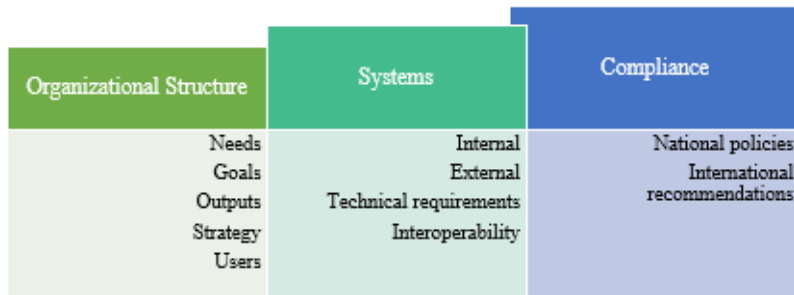 Organizational Structure
Needs
Goals
Outputs
Strategy
Users
Systems
Internal
External
Technical requirements
Interoperability
Compliance
National policies
International
recommendations